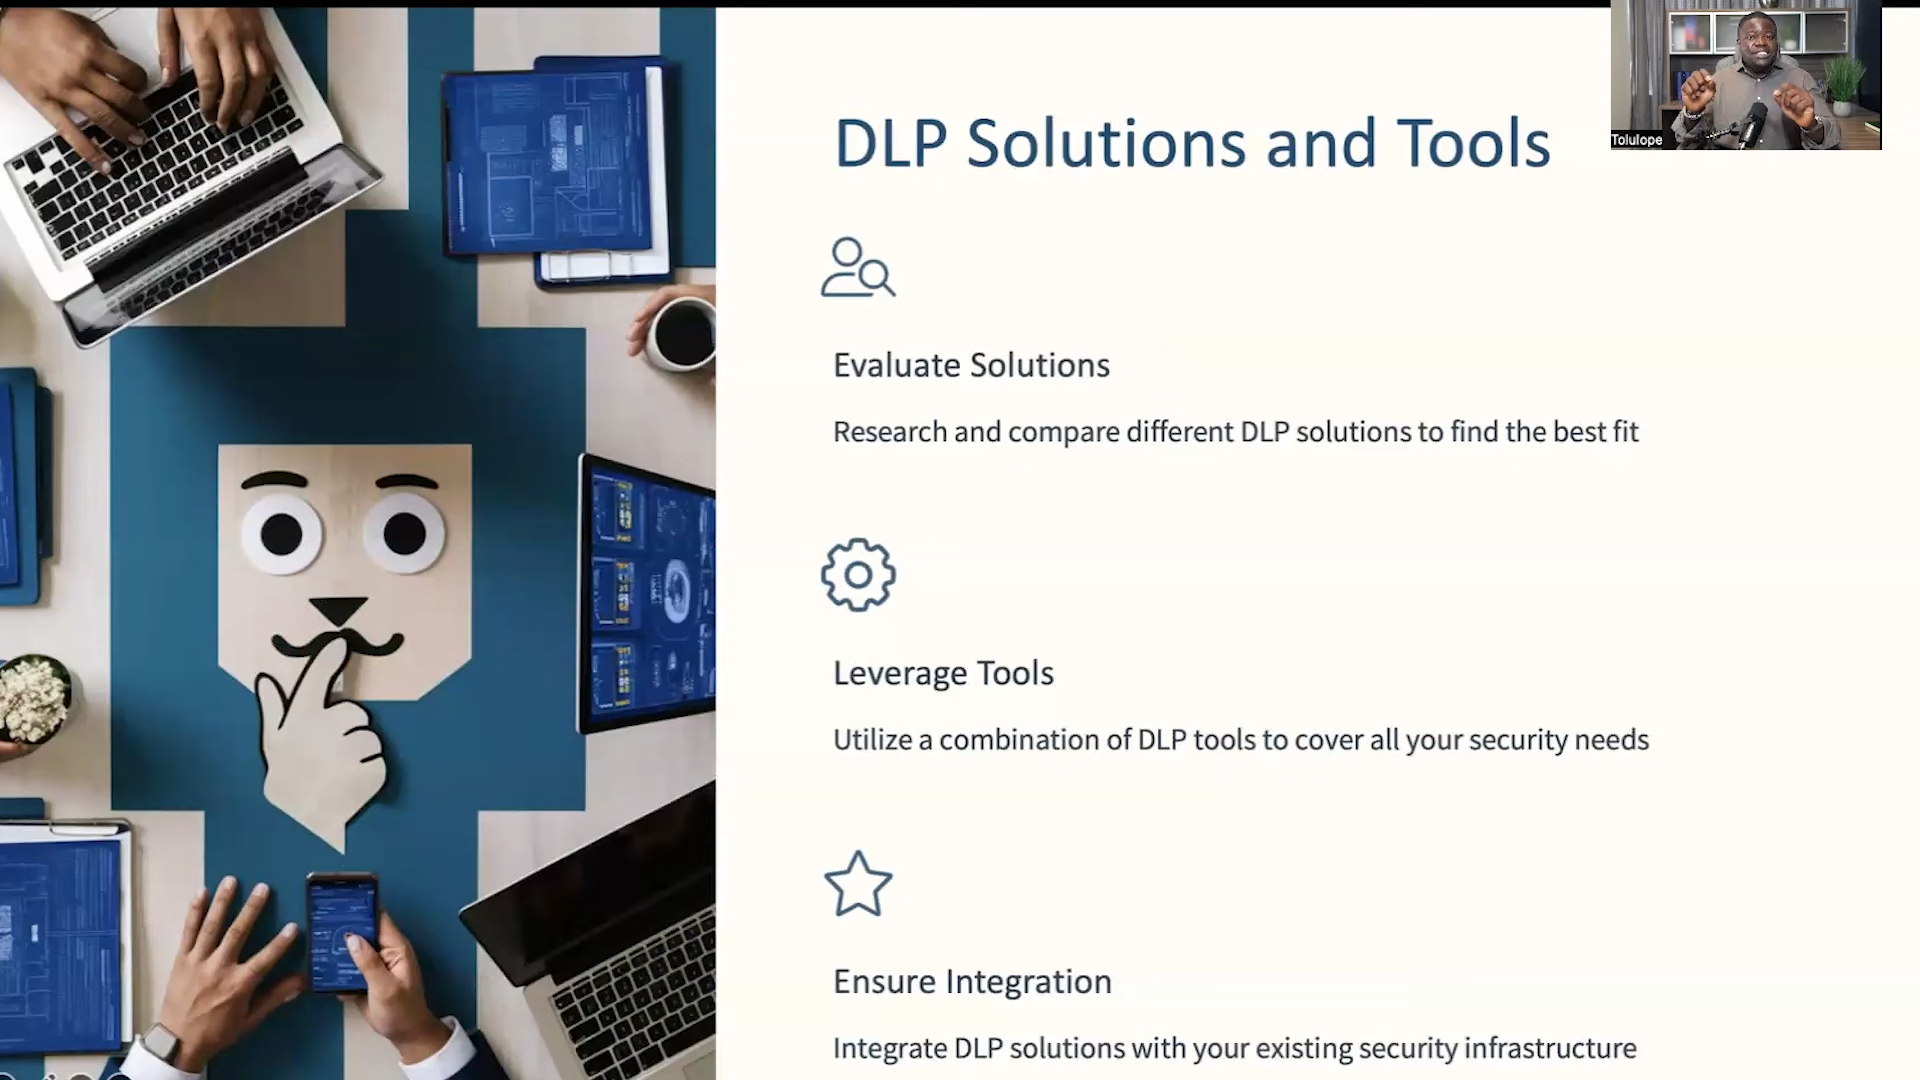 DLP Solutions and Tools
Tolulope
Evaluate Solutions
Research and compare different DLP solutions to find the best fit
Leverage Tools
Utilize a combination of DLP tools to cover all your security needs
Ensure Integration
Integrate DLP solutions with your existing security infrastructure